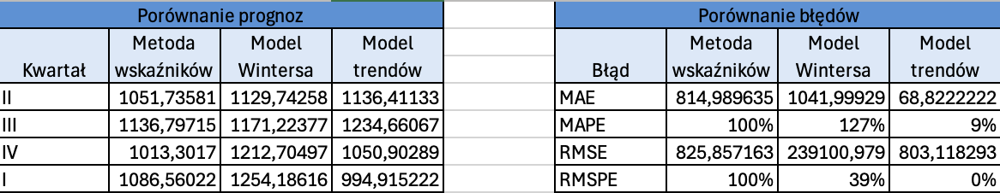 Porównanie prognoz
Kwartał Metoda wskaźników Model Wintersa Model trendów
II 1051,73581 1129,74258 1136,41133
III 1136,79715 1171,22377 1234,66067
IV 1013,3017 1212,70497 1050,90289
I 1086,56022 1254,18616 994,915222
Porównanie błędów
Błąd Metoda wskaźników Model Wintersa Model trendów
MAE 814,989635 1041,99929 68,8222222
MAPE 100% 127% 9%
RMSE 825,857163 239100,979 803,118293
RMSPE 100% 39% 0%